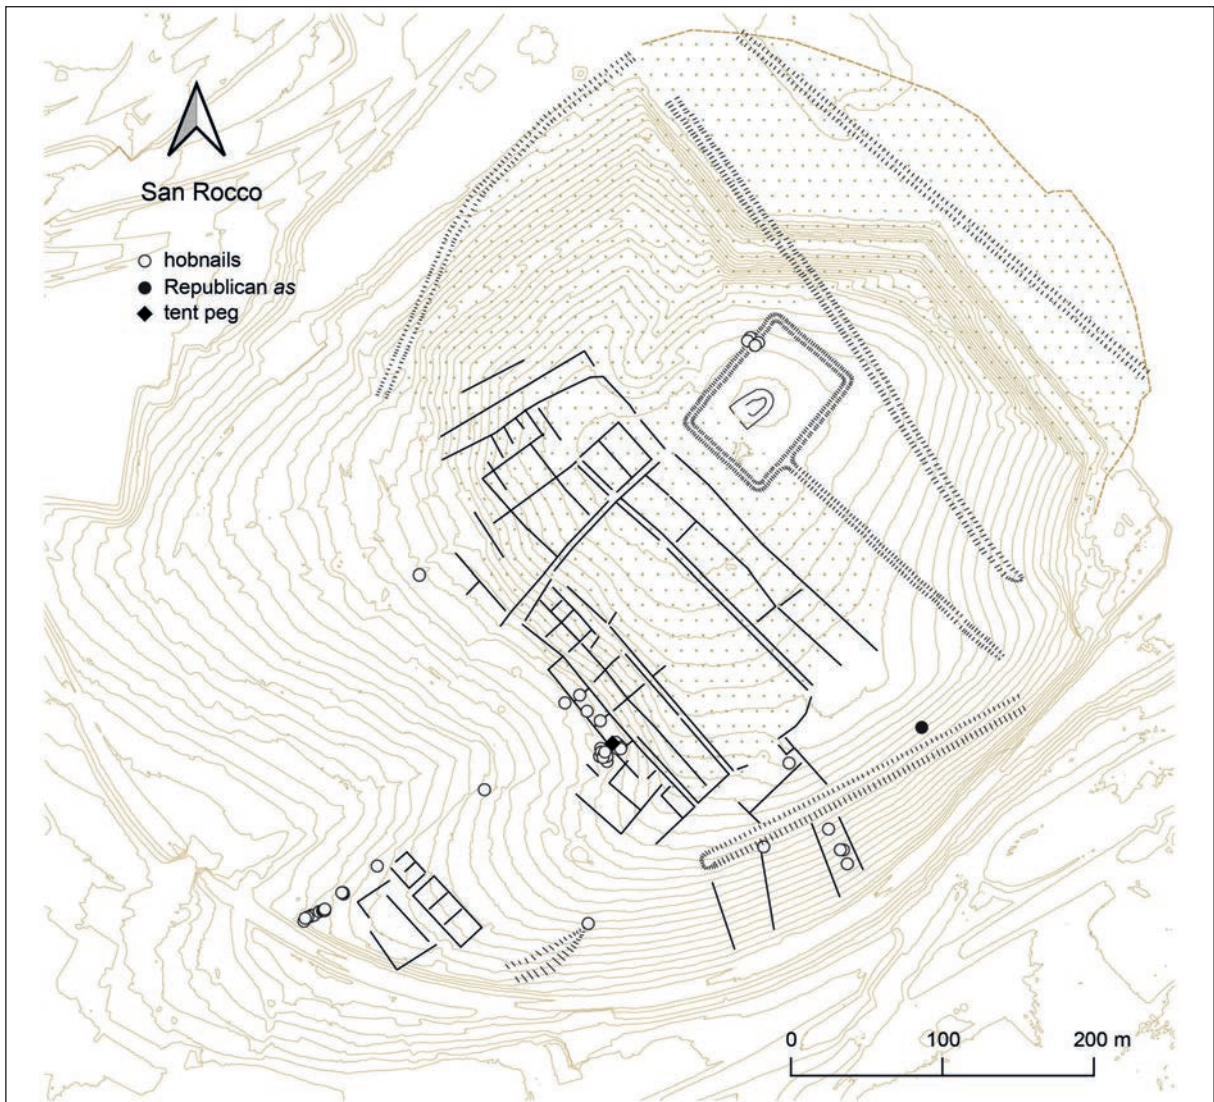 San Rocco
hobnails
Republican as
tent peg
0 100 200 m